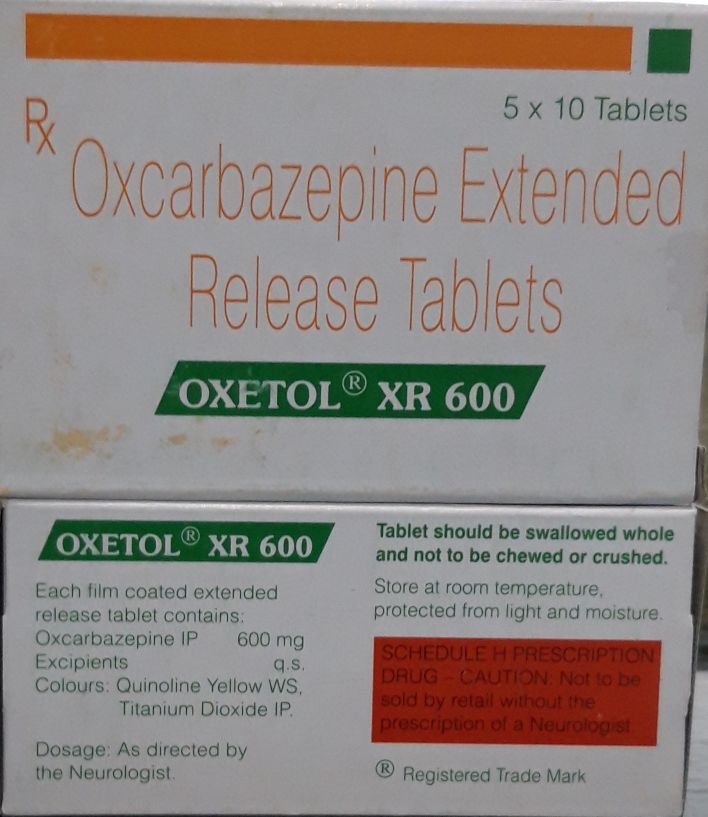 5 x 10 Tablets
Rx
Oxcarbazepine Extended
Release Tablets
OXETOL® XR 600
OXETOL® XR 600
Each film coated extended
release tablet contains:
Oxcarbazepine IP 600 mg
Excipients q.s.
Colours: Quinoline Yellow WS,
Titanium Dioxide IP.
Dosage: As directed by
the Neurologist.
Tablet should be swallowed whole
and not to be chewed or crushed.
Store at room temperature,
protected from light and moisture.
SCHEDULE H PRESCRIPTION
DRUG – CAUTION: Not to be
sold by retail without the
prescription of a Neurologist.
® Registered Trade Mark